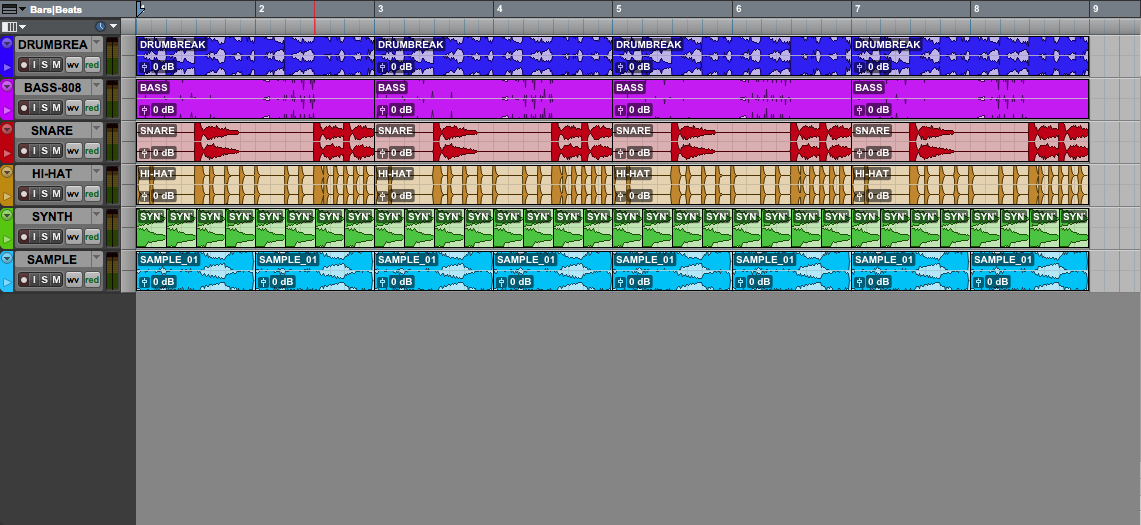 Bars|Beats 2 3 4 5 6 7 8 9
DRUMBREA DRUMBREAK DRUMBREAK DRUMBREAK DRUMBREAK
I S M wv red 0 dB 0 dB 0 dB 0 dB
BASS-808 BASS BASS BASS BASS
I S M wv red 0 dB 0 dB 0 dB 0 dB
SNARE SNARE SNARE SNARE SNARE
I S M wv red 0 dB 0 dB 0 dB 0 dB
HI-HAT HI-HAT HI-HAT HI-HAT HI-HAT
I S M wv red 0 dB 0 dB 0 dB 0 dB
SYNTH SYN SYN SYN SYN SYN SYN SYN SYN SYN SYN SYN SYN SYN SYN SYN SYN SYN SYN SYN SYN SYN SYN SYN SYN SYN SYN SYN SYN SYN SYN SYN SYN
I S M wv red
SAMPLE SAMPLE_01 SAMPLE_01 SAMPLE_01 SAMPLE_01 SAMPLE_01 SAMPLE_01 SAMPLE_01 SAMPLE_01
I S M wv red 0 dB 0 dB 0 dB 0 dB 0 dB 0 dB 0 dB 0 dB